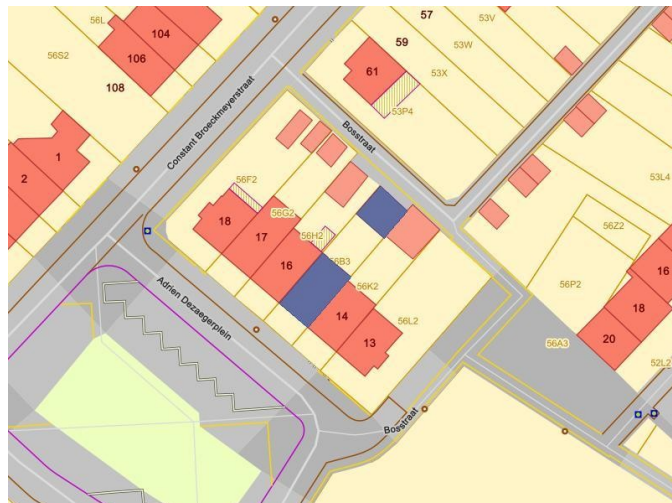 56L
104
57
53V
106
59
53W
56S2
108
61
53X
Constant Broeckmeyerstraat
Bosstraat
53P4
1
2
53L4
56F2
18
56G2
17
56H2
56Z2
16
56B3
16
56K2
56P2
Adrien Dezaegerplein
14
18
56L2
13
20
56A3
52L2
Bosstraat